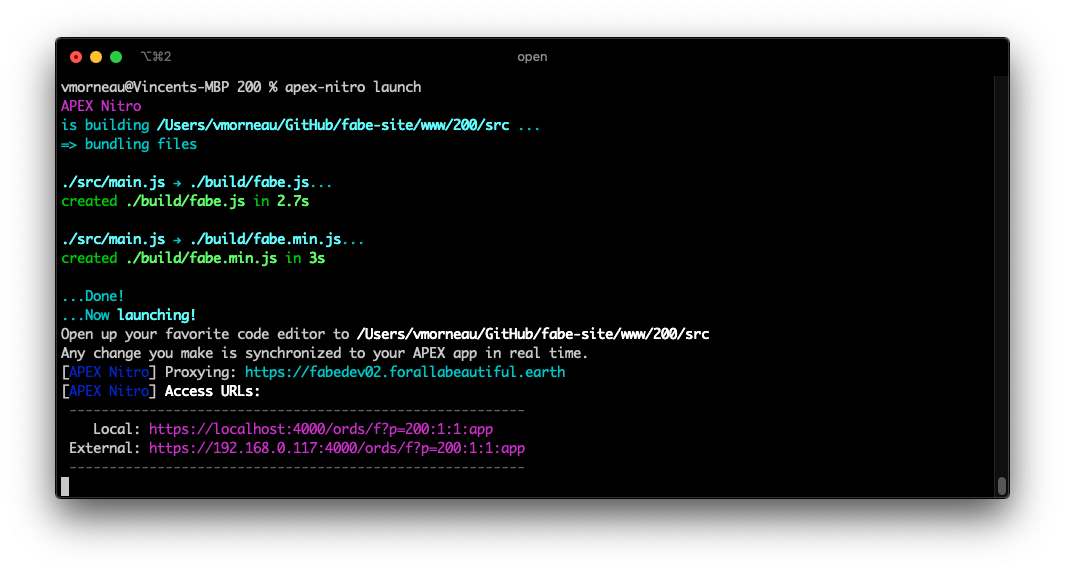 ⌥⌘2
open
vmorneau@Vincents-MBP 200 % apex-nitro launch
APEX Nitro
is building /Users/vmorneau/GitHub/fabe-site/www/200/src ...
=> bundling files
./src/main.js → ./build/fabe.js...
created ./build/fabe.js in 2.7s
./src/main.js → ./build/fabe.min.js...
created ./build/fabe.min.js in 3s
...Done!
...Now launching!
Open up your favorite code editor to /Users/vmorneau/GitHub/fabe-site/www/200/src
Any change you make is synchronized to your APEX app in real time.
[APEX Nitro] Proxying: https://fabedev02.forallabeautiful.earth
[APEX Nitro] Access URLs:
---------------------------------------------------------
Local: https://localhost:4000/ords/f?p=200:1:1:app
External: https://192.168.0.117:4000/ords/f?p=200:1:1:app
---------------------------------------------------------